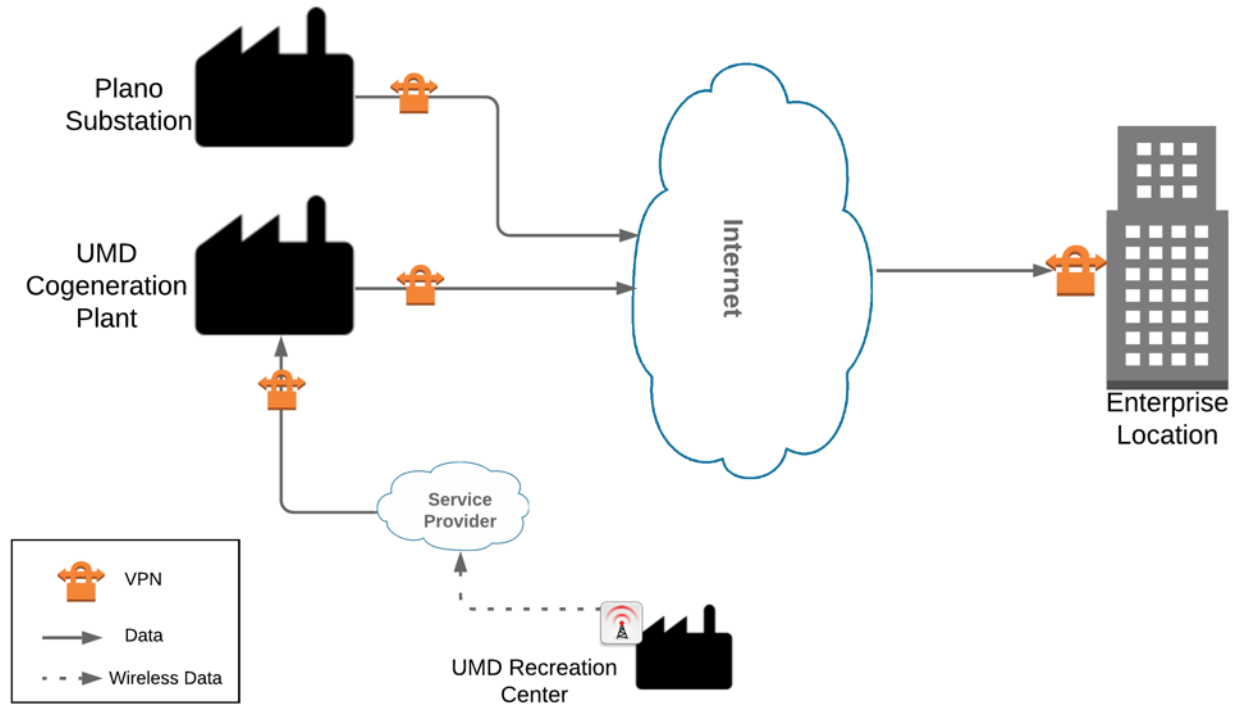 Plano
Substation
UMD
Cogeneration
Plant
Internet
Enterprise
Location
Service
Provider
UMD Recreation
Center
VPN
Data
Wireless Data